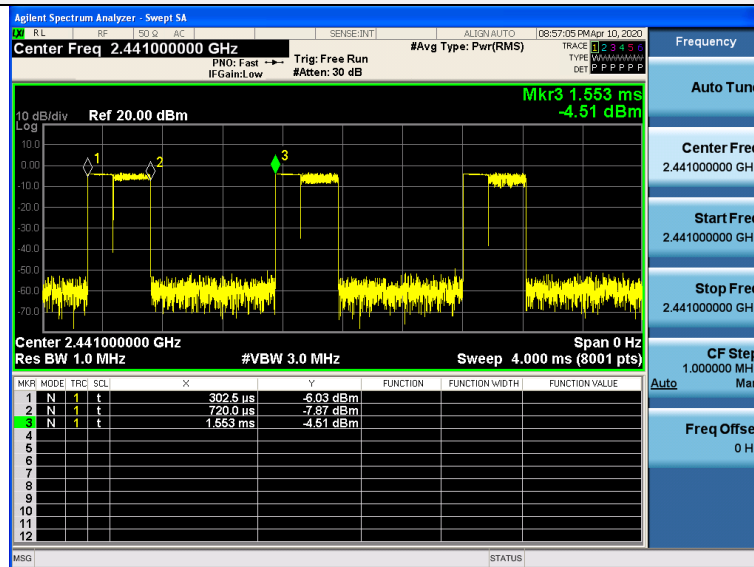 Agilent Spectrum Analyzer - Swept SA
LXI RL RF 50 Ω AC SENSE:INT ALIGN AUTO 08:57:05 PM Apr 10, 2020
Center Freq 2.441000000 GHz
PNO: Fast
IFGain:Low
Trig: Free Run
#Atten: 30 dB
#Avg Type: Pwr(RMS)
TRACE 1 2 3 4 5 6
TYPE W
DET P P P P P P
Mkr3 1.553 ms
-4.51 dBm
10 dB/div Ref 20.00 dBm
Log
10.0
0.00
-10.0
-20.0
-30.0
-40.0
-50.0
-60.0
-70.0
1
2
3
Center 2.441000000 GHz Span 0 Hz
Res BW 1.0 MHz #VBW 3.0 MHz Sweep 4.000 ms (8001 pts)
MKR MODE TRC SCL X Y FUNCTION FUNCTION WIDTH FUNCTION VALUE
1 N 1 t 302.5 µs -6.03 dBm
2 N 1 t 720.0 µs -7.87 dBm
3 N 1 t 1.553 ms -4.51 dBm
4
5
6
7
8
9
10
11
12
MSG STATUS
Frequency
Auto Tun
Center Fre
2.441000000 GH
Start Fre
2.441000000 GH
Stop Fre
2.441000000 GH
CF Step
1.000000 MH
Auto Ma
Freq Offse
0 H